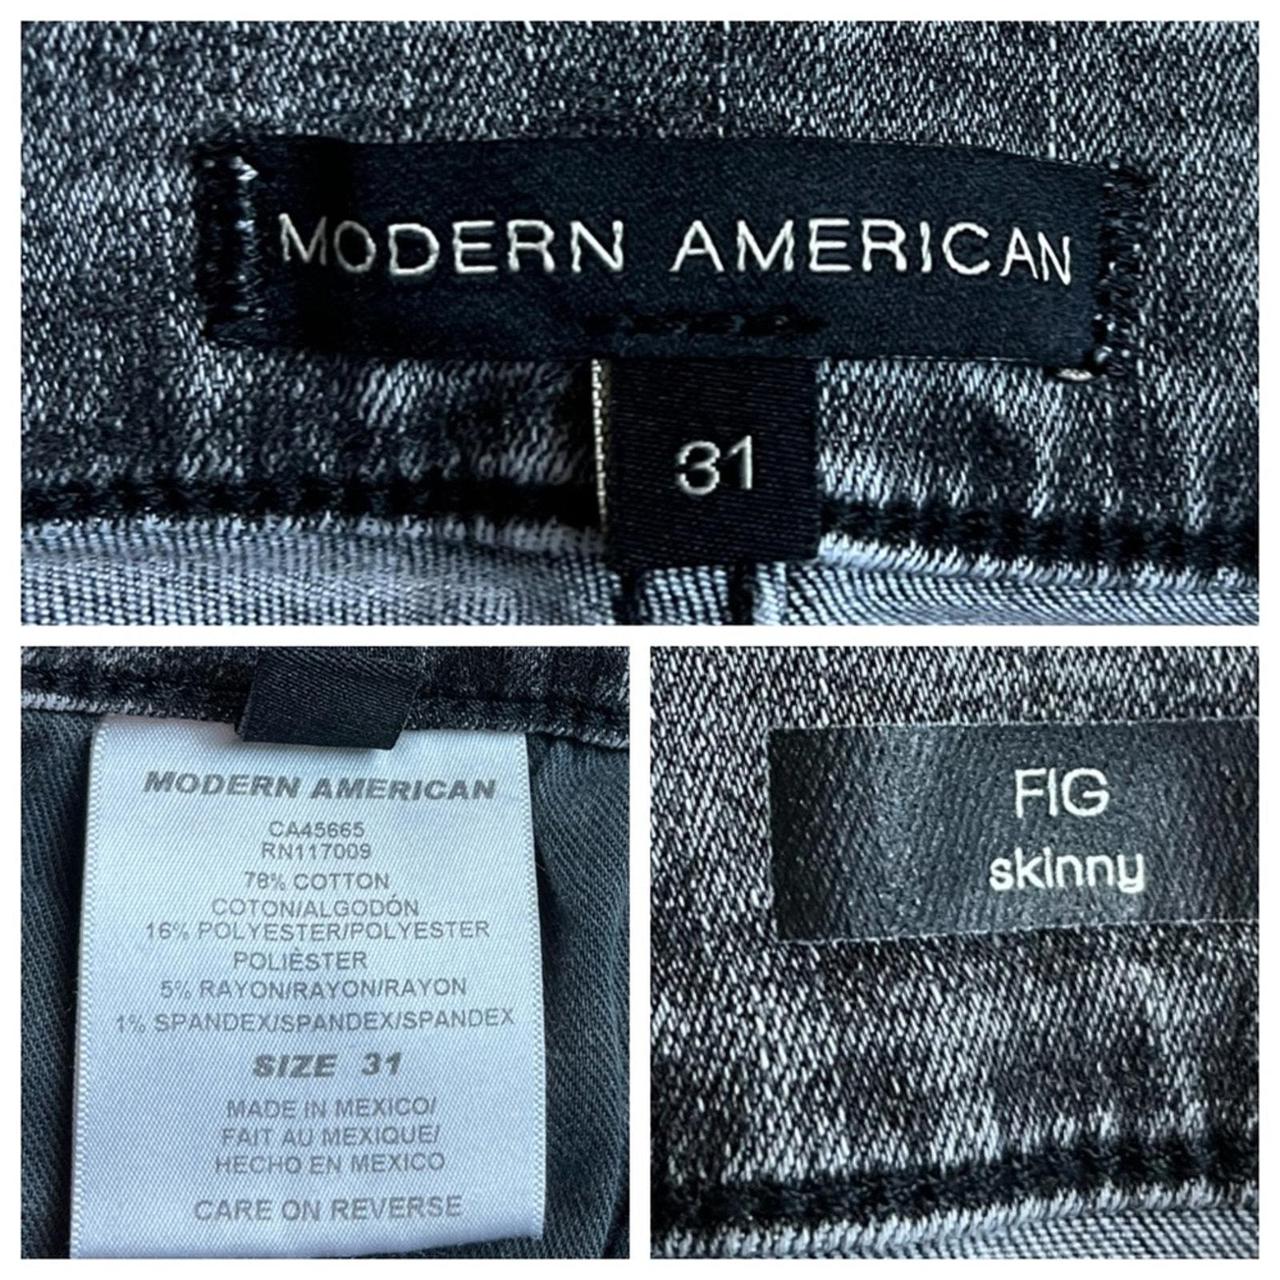 MODERN AMERICAN
31
MODERN AMERICAN
CA45665
RN117009
78% COTTON
COTON/ALGODÓN
16% POLYESTER/POLYESTER
POLIÉSTER
5% RAYON/RAYON/RAYON
1% SPANDEX/SPANDEX/SPANDEX
SIZE 31
MADE IN MEXICO/
FAIT AU MEXIQUE/
HECHO EN MEXICO
CARE ON REVERSE
FIG
skinny